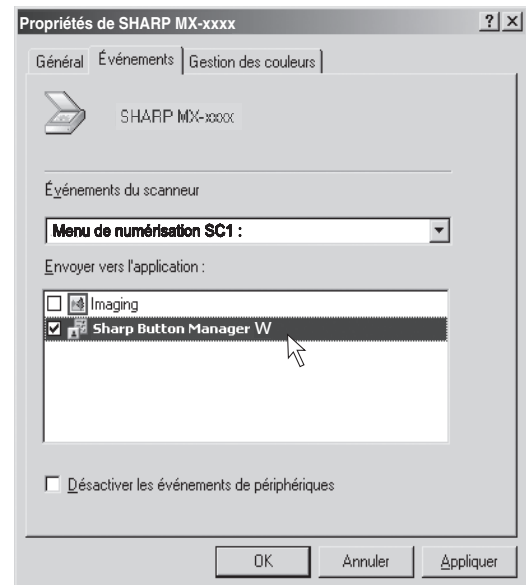 Propriétés de SHARP MX-xxxx
Général Événements Gestion des couleurs
SHARP MX-xxxx
Événements du scanneur
Menu de numérisation SC1 :
Envoyer vers l'application :
Imaging
Sharp Button Manager W
Désactiver les événements de périphériques
OK Annuler Appliquer